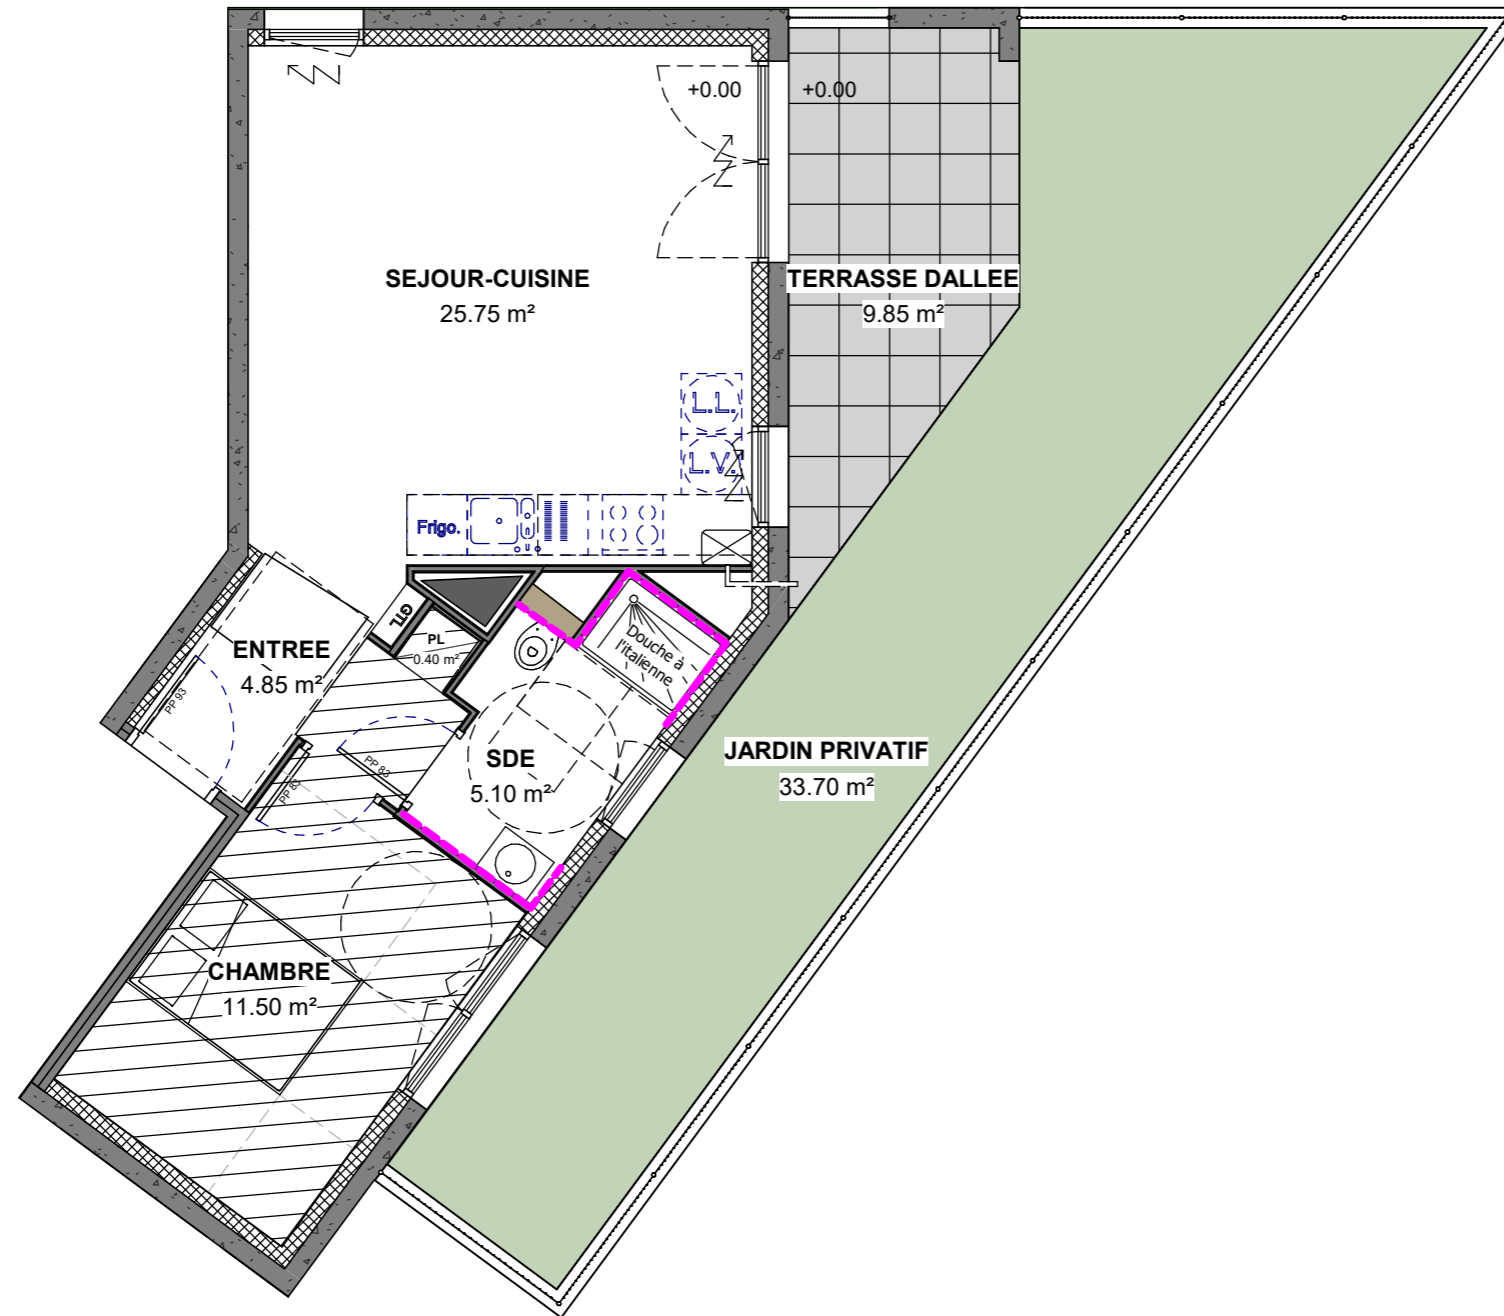 +0.00
+0.00
SEJOUR-CUISINE
25.75 m²
TERRASSE DALLEE
9.85 m²
L.L.
L.V.
Frigo.
GTL
PL
0.40 m²
Douche à
l'italienne
ENTREE
4.85 m²
PP 93
SDE
5.10 m²
PP 83
PP 83
JARDIN PRIVATIF
33.70 m²
CHAMBRE
11.50 m²